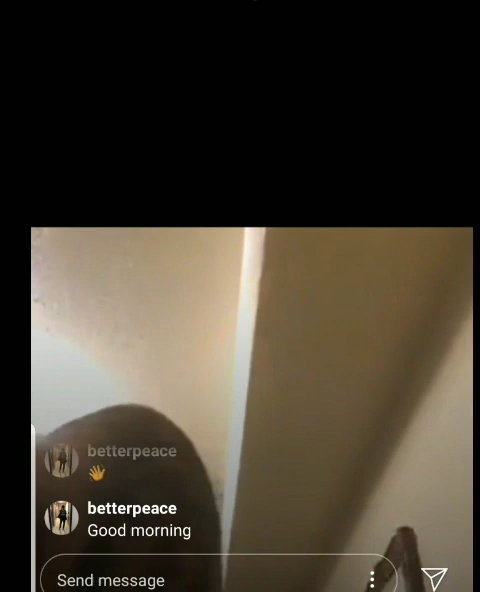 betterpeace
👋
betterpeace
Good morning
Send message